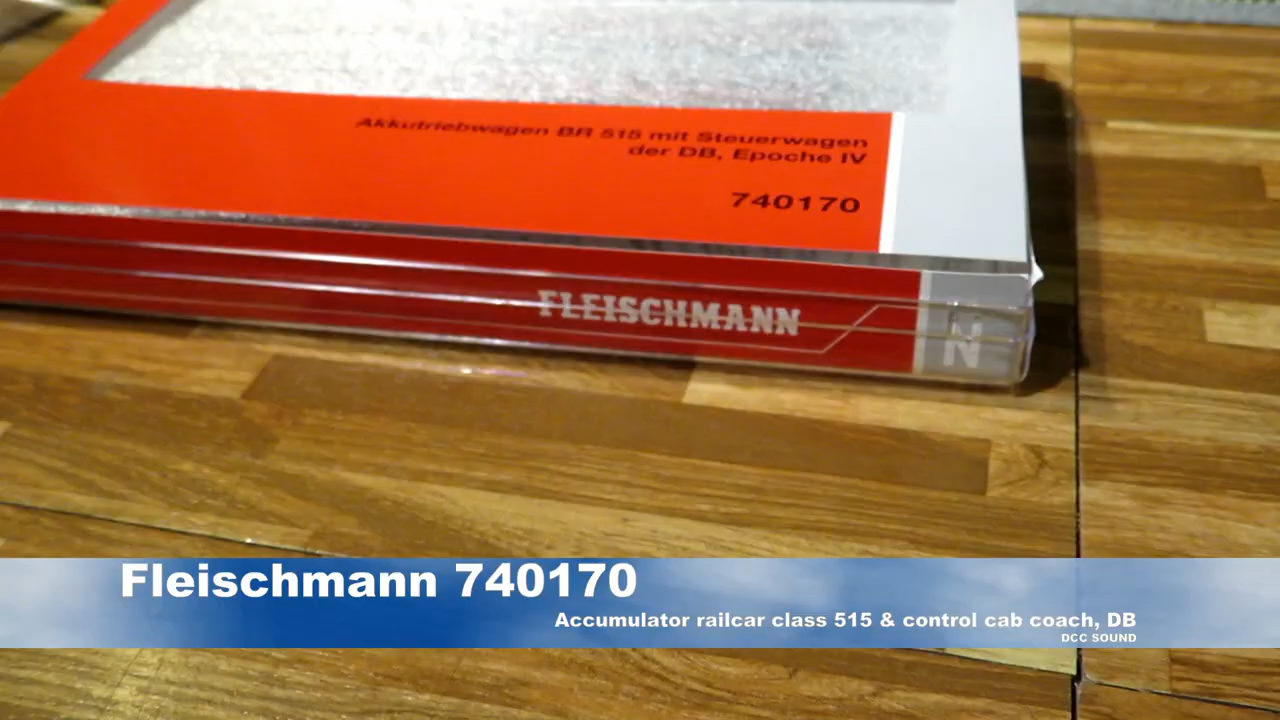 Akkutriebwagen BR 515 mit Steuerwagen
der DB, Epoche IV
740170
FLEISCHMANN
N
Fleischmann 740170
Accumulator railcar class 515 & control cab coach, DB
DCC SOUND